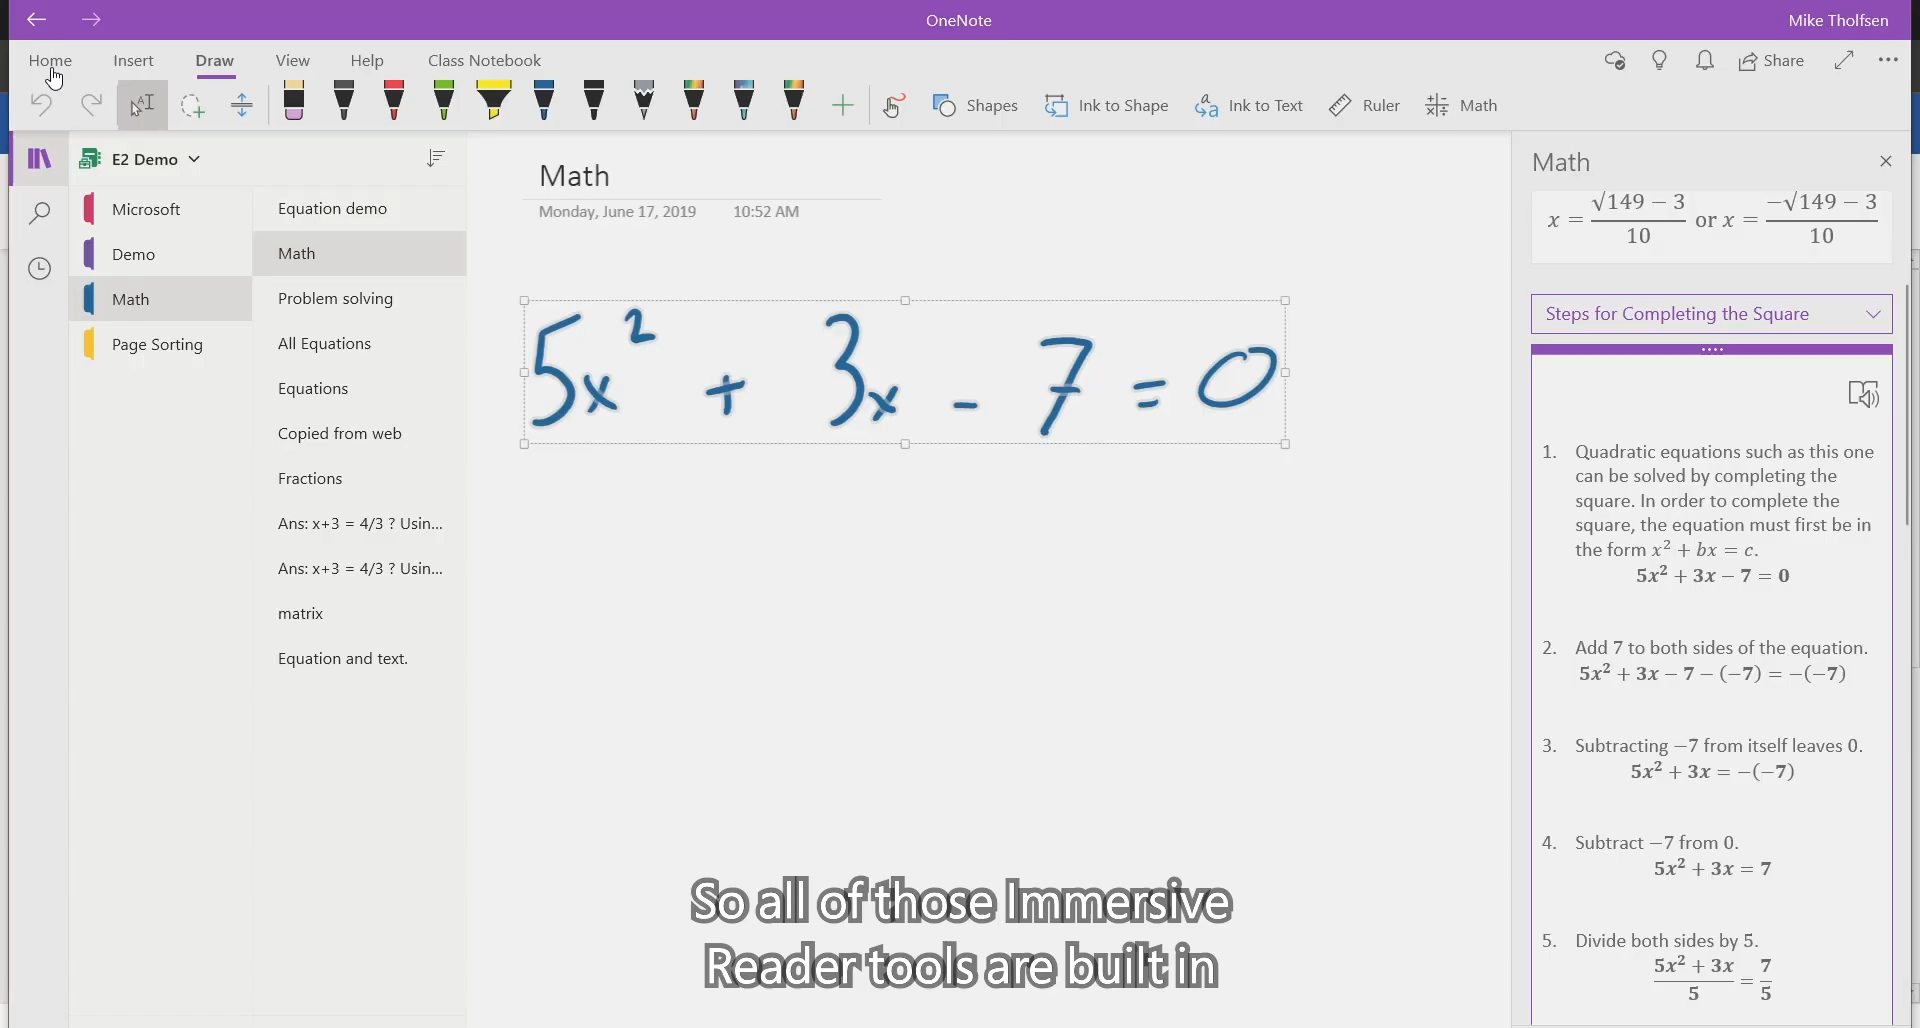 OneNote
Mike Tholfsen
Home Insert Draw View Help Class Notebook
Share
Shapes Ink to Shape Ink to Text Ruler Math
E2 Demo
Microsoft
Demo
Math
Page Sorting
Equation demo
Math
Problem solving
All Equations
Equations
Copied from web
Fractions
Ans: x+3 = 4/3 ? Usin...
Ans: x+3 = 4/3 ? Usin...
matrix
Equation and text.
Math
Monday, June 17, 2019 10:52 AM
5x² + 3x - 7 = 0
So all of those Immersive
Reader tools are built in
Math
x = (√149 − 3)/10 or x = (−√149 − 3)/10
Steps for Completing the Square
1. Quadratic equations such as this one
can be solved by completing the
square. In order to complete the
square, the equation must first be in
the form x² + bx = c.
5x² + 3x − 7 = 0
2. Add 7 to both sides of the equation.
5x² + 3x − 7 − (−7) = −(−7)
3. Subtracting −7 from itself leaves 0.
5x² + 3x = −(−7)
4. Subtract −7 from 0.
5x² + 3x = 7
5. Divide both sides by 5.
(5x² + 3x)/5 = 7/5